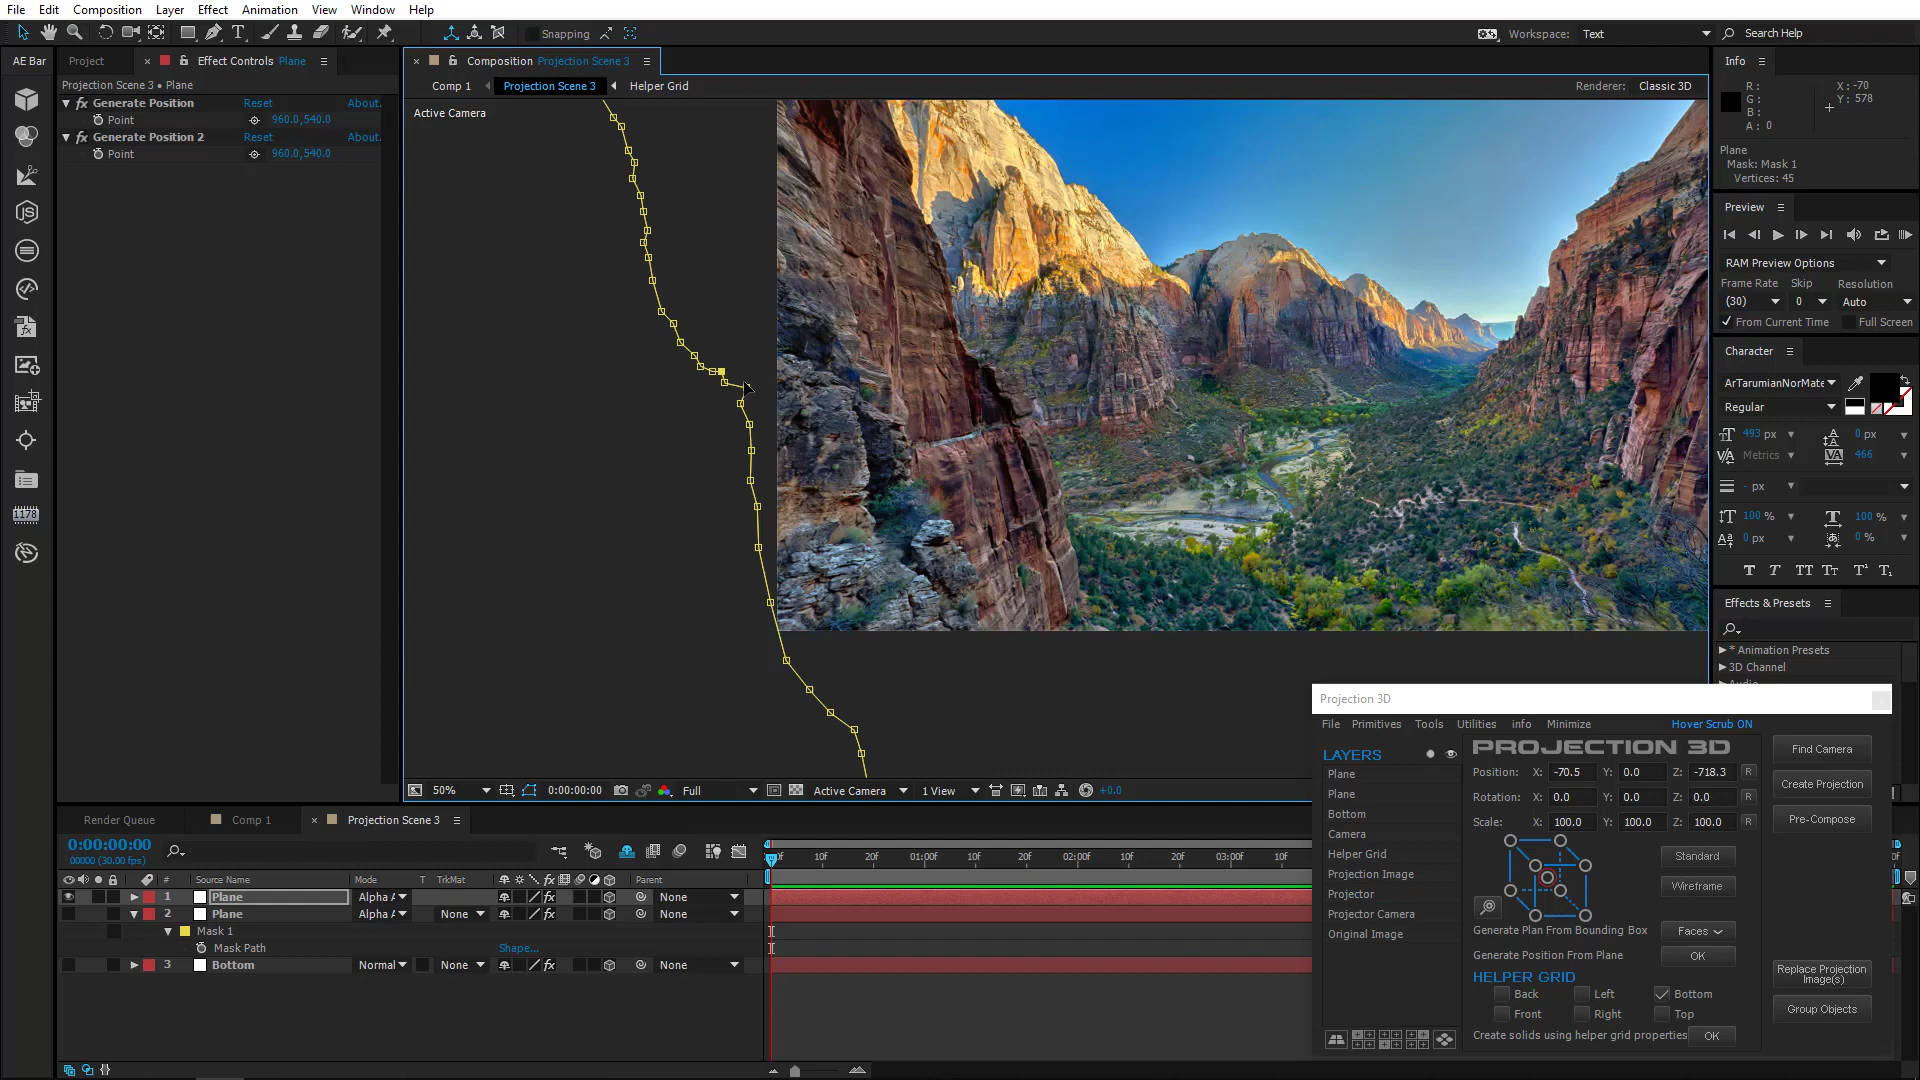 File Edit Composition Layer Effect Animation View Window Help
Snapping
Workspace: Text
Search Help
AE Bar
Project
Effect Controls Plane
Projection Scene 3 • Plane
Generate Position Reset About.
Point 960.0,540.0
Generate Position 2 Reset About.
Point 960.0,540.0
Composition Projection Scene 3
Comp 1 Projection Scene 3 Helper Grid
Renderer: Classic 3D
Active Camera
50% 0:00:00:00 Full Active Camera 1 View +0.0
Info
R: X: -70
G: Y: 578
B:
A: 0
Plane
Mask: Mask 1
Vertices: 45
Preview
RAM Preview Options
Frame Rate Skip Resolution
(30) 0 Auto
From Current Time Full Screen
Character
ArTarumianNorMate
Regular
493 px 0 px
Metrics 466
- px
100 % 100 %
0 px 0 %
T T TT Tт T¹ T₁
Effects & Presets
* Animation Presets
3D Channel
Projection 3D
File Primitives Tools Utilities info Minimize Hover Scrub ON
LAYERS
Plane
Plane
Bottom
Camera
Helper Grid
Projection Image
Projector
Projector Camera
Original Image
PROJECTION 3D
Position: X: -70.5 Y: 0.0 Z: -718.3 R
Rotation: X: 0.0 Y: 0.0 Z: 0.0 R
Scale: X: 100.0 Y: 100.0 Z: 100.0 R
Standard
Wireframe
Generate Plan From Bounding Box Faces
Generate Position From Plane OK
HELPER GRID
Back Left Bottom
Front Right Top
Create solids using helper grid properties OK
Find Camera
Create Projection
Pre-Compose
Replace Projection
Image(s)
Group Objects
Render Queue Comp 1 Projection Scene 3
0:00:00:00
00000 (30.00 fps)
10f 20f 01:00f 10f 20f 02:00f 10f 20f 03:00f 10f
# Source Name Mode T TrkMat Parent
1 Plane Alpha A None
2 Plane Alpha A None None
Mask 1
Mask Path Shape...
3 Bottom Normal None None